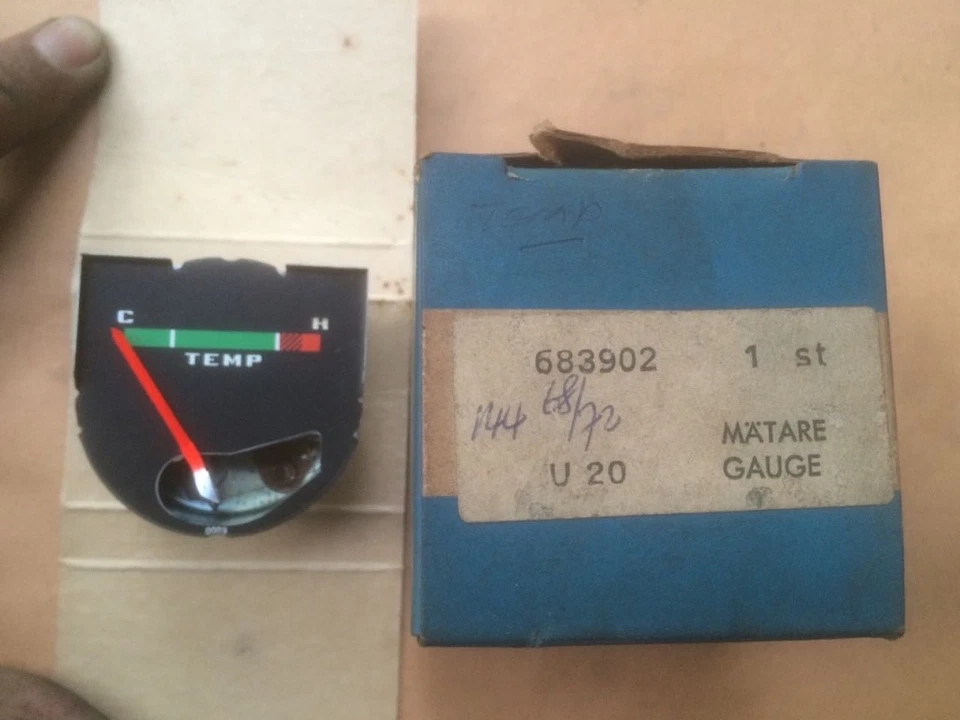 C H
TEMP
TEMP
683902 1 st
144 68/72
MÄTARE
U 20 GAUGE